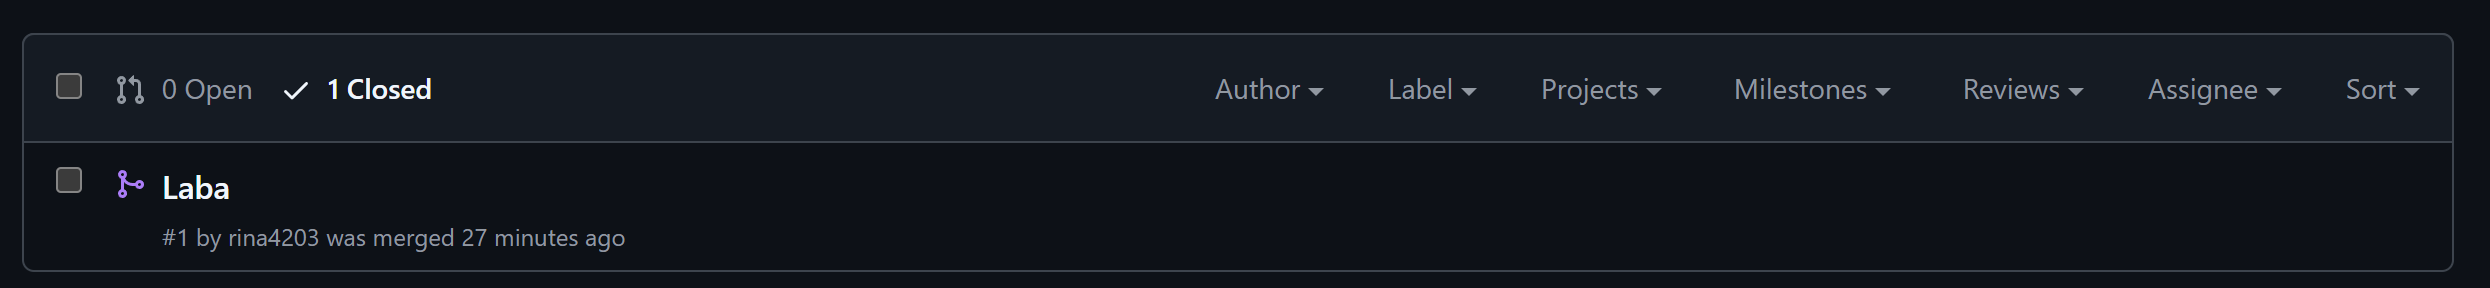 0 Open 1 Closed Author Label Projects Milestones Reviews Assignee Sort
Laba
#1 by rina4203 was merged 27 minutes ago